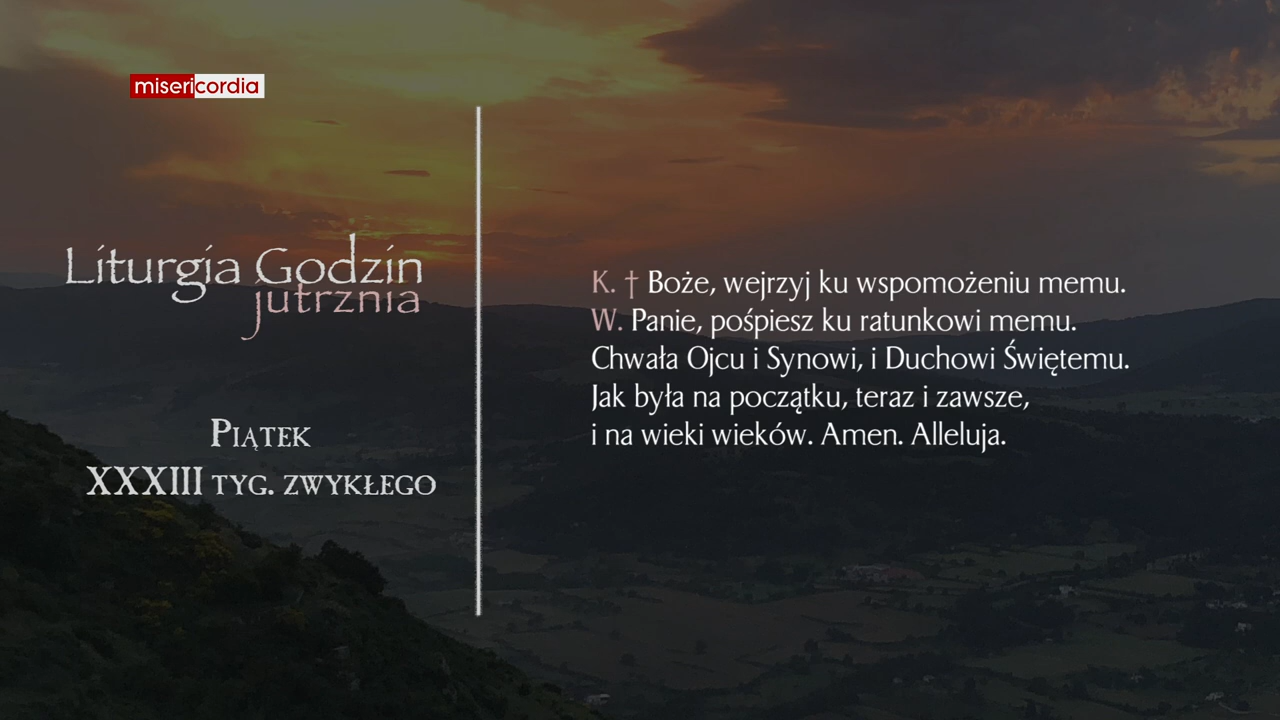 misericordia
Liturgia Godzin
jutrznia
Piątek
XXXIII tyg. zwykłego
K. † Boże, wejrzyj ku wspomożeniu memu.
W. Panie, pośpiesz ku ratunkowi memu.
Chwała Ojcu i Synowi, i Duchowi Świętemu.
Jak była na początku, teraz i zawsze,
i na wieki wieków. Amen. Alleluja.